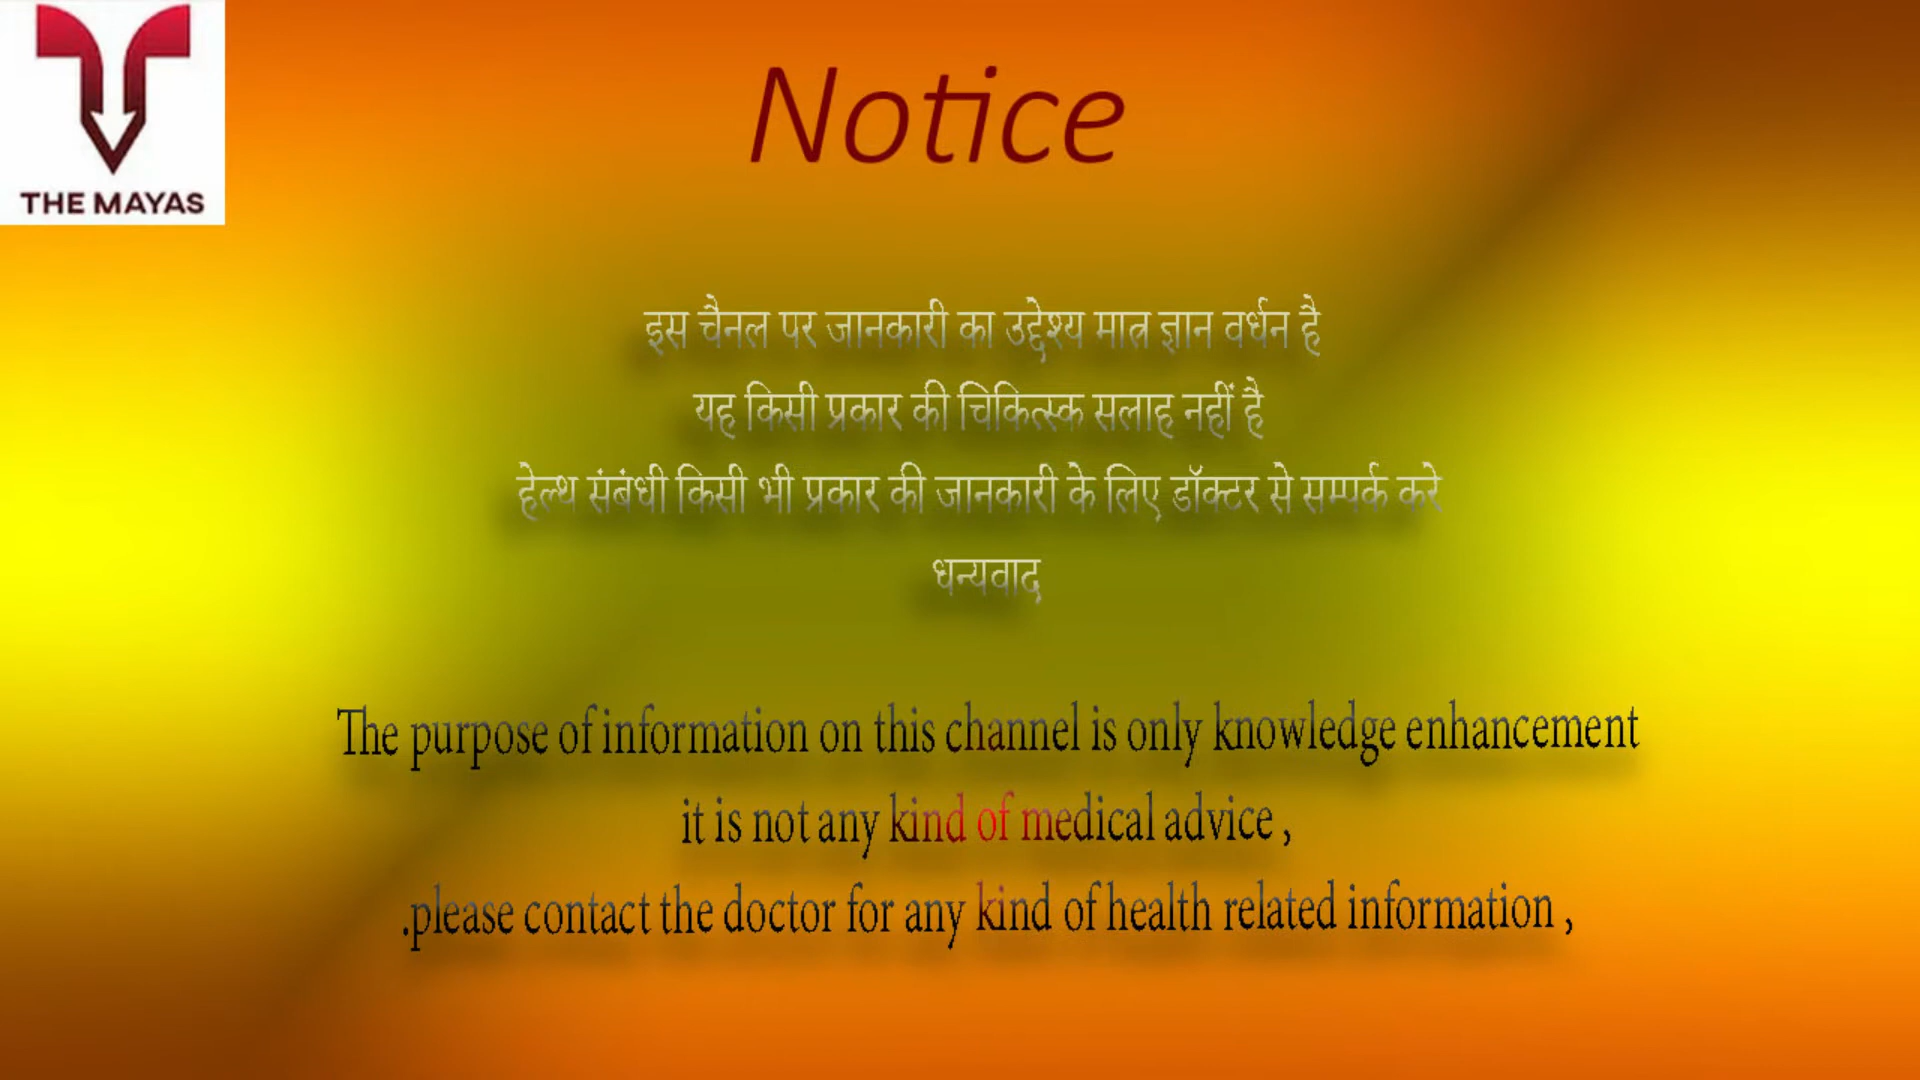 THE MAYAS
Notice
इस चैनल पर जानकारी का उद्देश्य मात्र ज्ञान वर्धन है
यह किसी प्रकार की चिकित्स्क सलाह नहीं है
हेल्थ संबंधी किसी भी प्रकार की जानकारी के लिए डॉक्टर से सम्पर्क करे
धन्यवाद
The purpose of information on this channel is only knowledge enhancement
it is not any kind of medical advice ,
.please contact the doctor for any kind of health related information ,